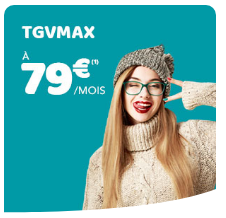 TGVMAX
À
79€(1)
/MOIS